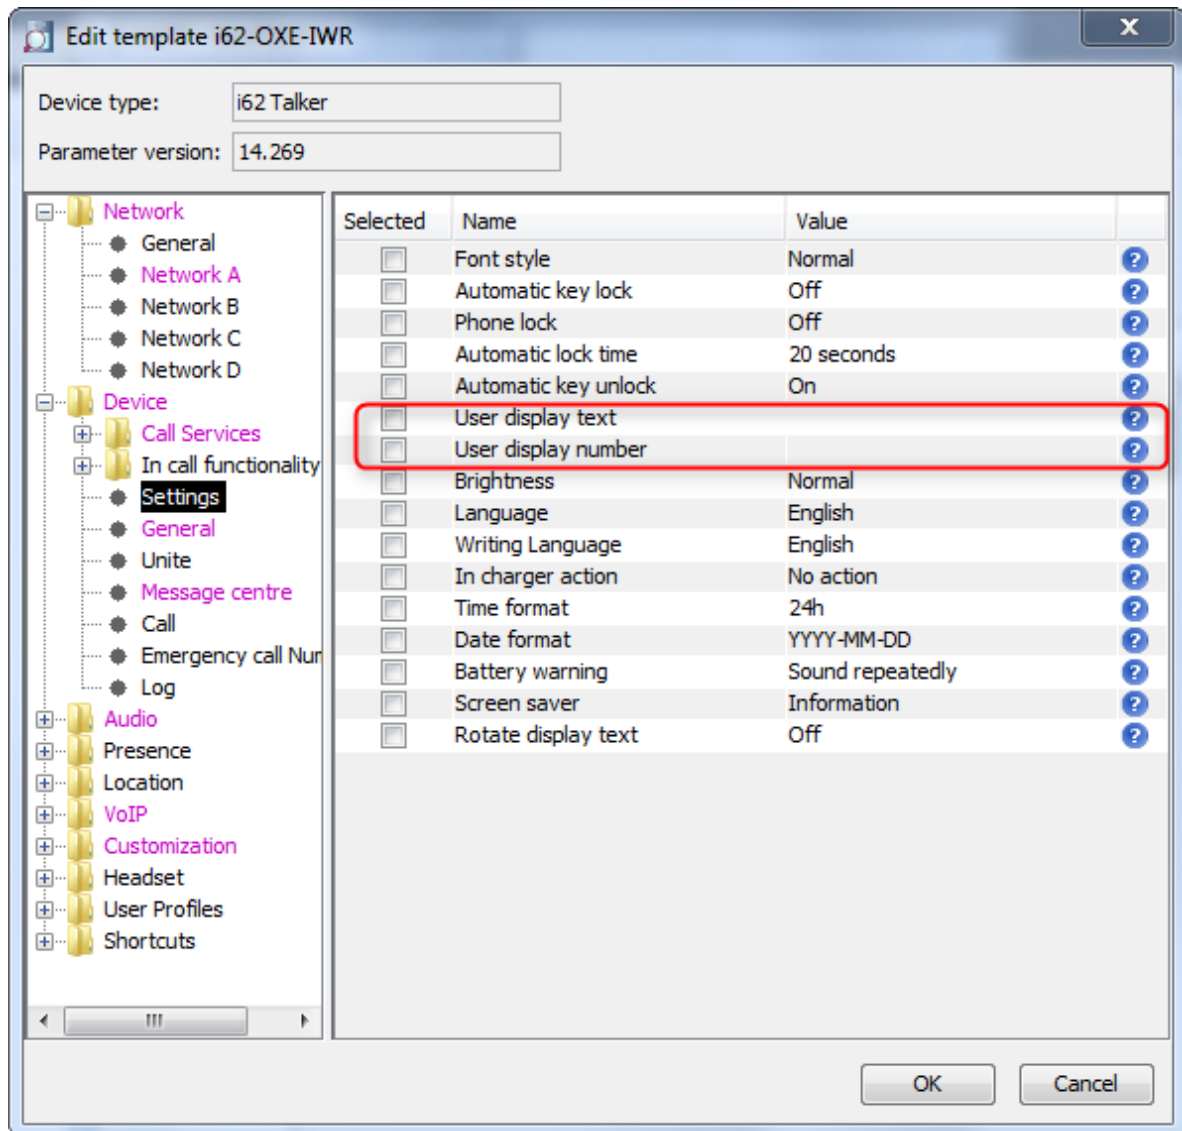 Edit template i62-OXE-IWR
X
Device type: i62 Talker
Parameter version: 14.269
Network
General
Network A
Network B
Network C
Network D
Device
Call Services
In call functionality
Settings
General
Unite
Message centre
Call
Emergency call Nur
Log
Audio
Presence
Location
VoIP
Customization
Headset
User Profiles
Shortcuts
Selected Name Value
Font style Normal ?
Automatic key lock Off ?
Phone lock Off ?
Automatic lock time 20 seconds ?
Automatic key unlock On ?
User display text ?
User display number ?
Brightness Normal ?
Language English ?
Writing Language English ?
In charger action No action ?
Time format 24h ?
Date format YYYY-MM-DD ?
Battery warning Sound repeatedly ?
Screen saver Information ?
Rotate display text Off ?
OK Cancel